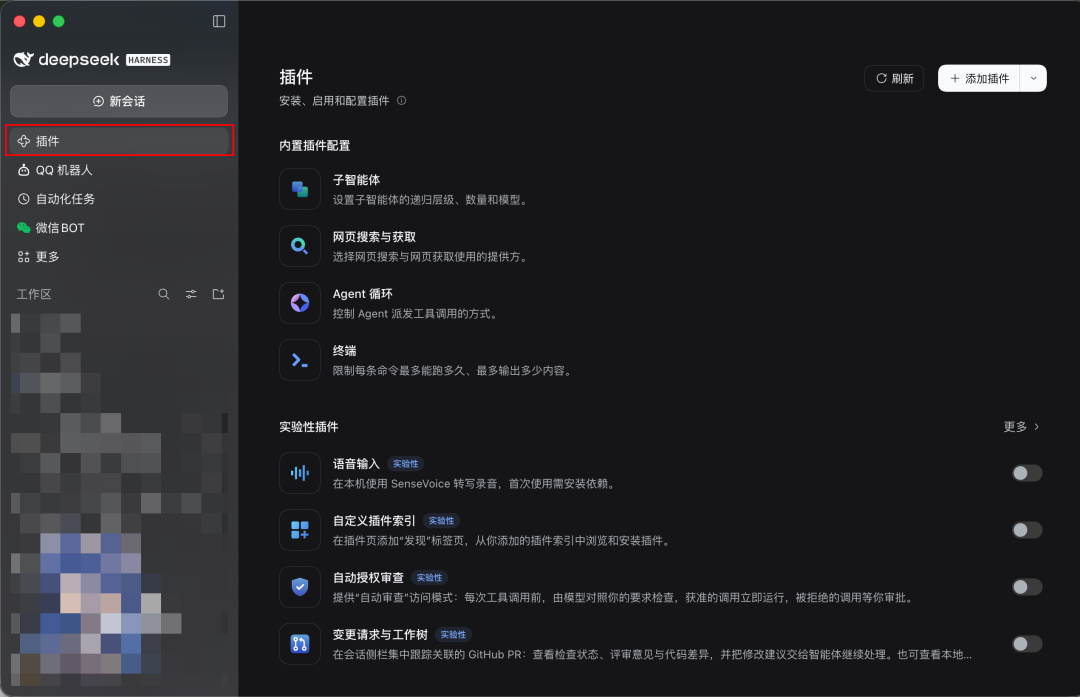 deepseek HARNESS
新会话
插件
QQ 机器人
自动化任务
微信BOT
更多
工作区
插件
安装、启用和配置插件
刷新
添加插件
内置插件配置
子智能体
设置子智能体的递归层级、数量和模型。
网页搜索与获取
选择网页搜索与网页获取使用的提供方。
Agent 循环
控制 Agent 派发工具调用的方式。
终端
限制每条命令最多能跑多久、最多输出多少内容。
实验性插件
更多
语音输入 实验性
在本机使用 SenseVoice 转写录音，首次使用需安装依赖。
自定义插件索引 实验性
在插件页添加“发现”标签页，从你添加的插件索引中浏览和安装插件。
自动授权审查 实验性
提供“自动审查”访问模式：每次工具调用前，由模型对照你的要求检查，获准的调用立即运行，被拒绝的调用等你审批。
变更请求与工作树 实验性
在会话侧栏集中跟踪关联的 GitHub PR：查看检查状态、评审意见与代码差异，并把修改建议交给智能体继续处理。也可查看本地...